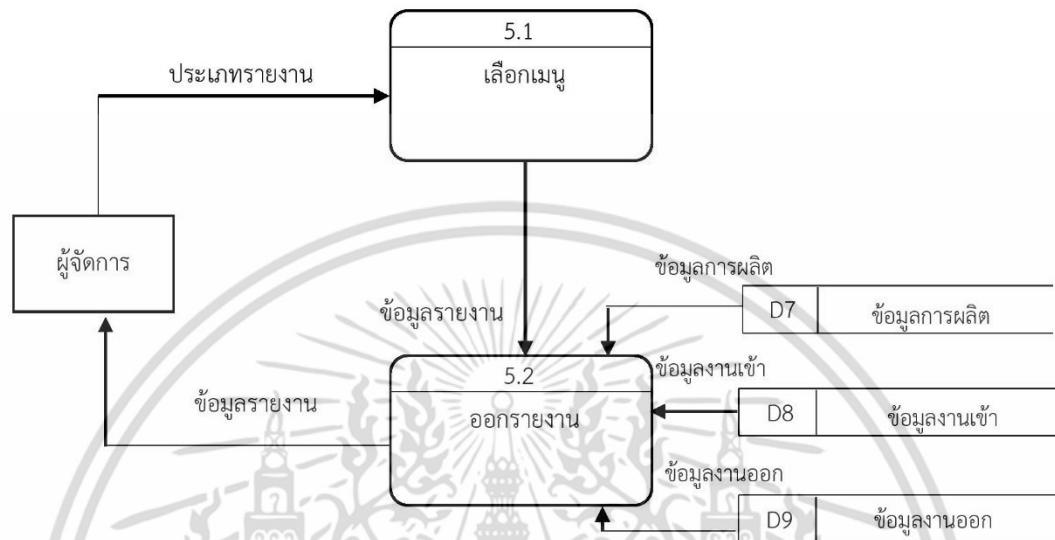 5.1
ประเภทรายงาน
เลือกเมนู
ผู้จัดการ
ข้อมูลการผลิต
D7
ข้อมูลการผลิต
ข้อมูลรายงาน
ข้อมูลงานเข้า
5.2
ข้อมูลรายงาน
ออกรายงาน
D8
ข้อมูลงานเข้า
ข้อมูลงานออก
D9
ข้อมูลงานออก